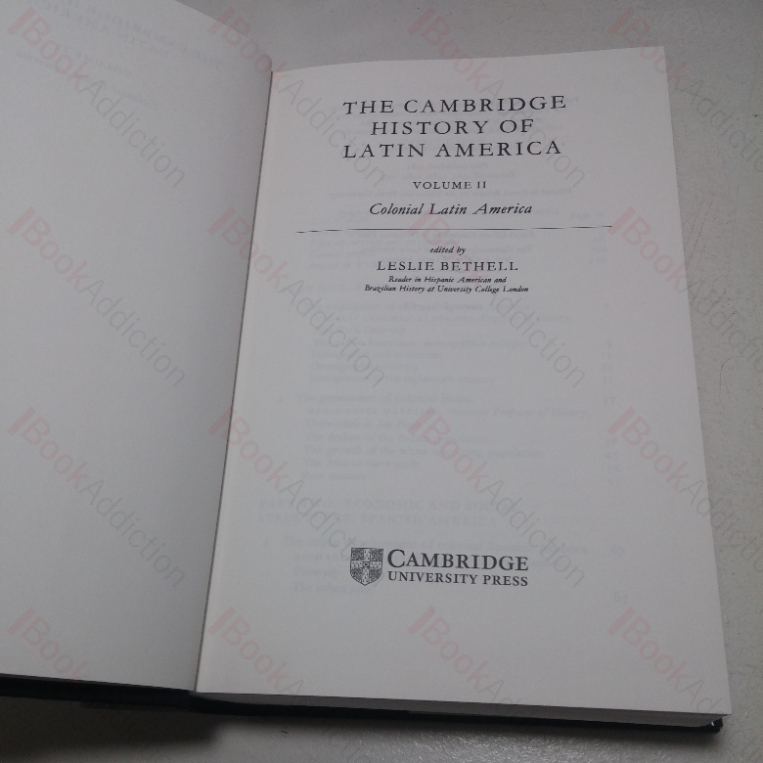 THE CAMBRIDGE
HISTORY OF
LATIN AMERICA
VOLUME II
Colonial Latin America
edited by
LESLIE BETHELL
Reader in Hispanic American and
Brazilian History at University College London
CAMBRIDGE
UNIVERSITY PRESS
BookAddiction